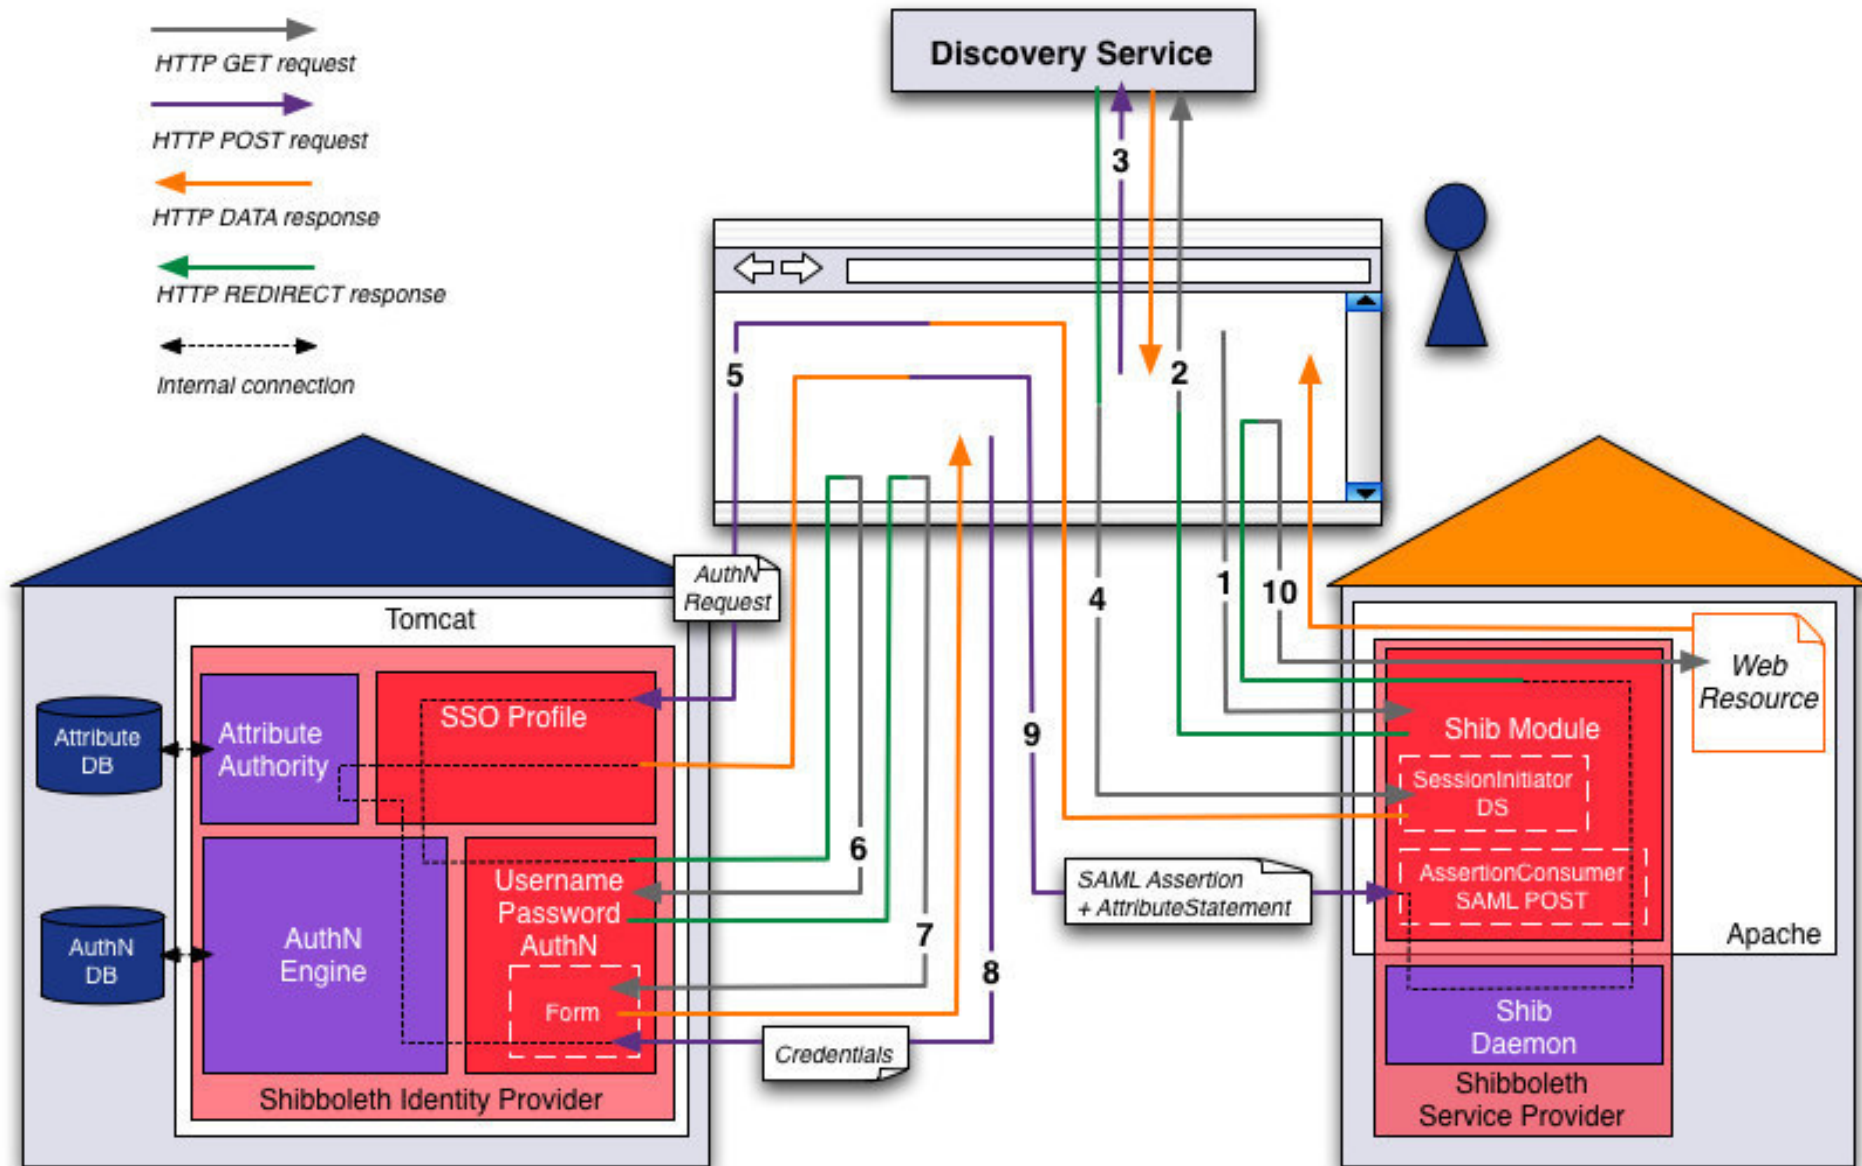 HTTP GET request
HTTP POST request
HTTP DATA response
HTTP REDIRECT response
Internal connection
Discovery Service
3
5
2
4
1
10
AuthN
Request
Tomcat
Attribute
DB
Attribute
Authority
SSO Profile
AuthN
DB
AuthN
Engine
Username
Password
AuthN
Form
Shibboleth Identity Provider
6
7
8
9
Credentials
SAML Assertion
+ AttributeStatement
Web
Resource
Shib Module
SessionInitiator
DS
AssertionConsumer
SAML POST
Apache
Shib
Daemon
Shibboleth
Service Provider